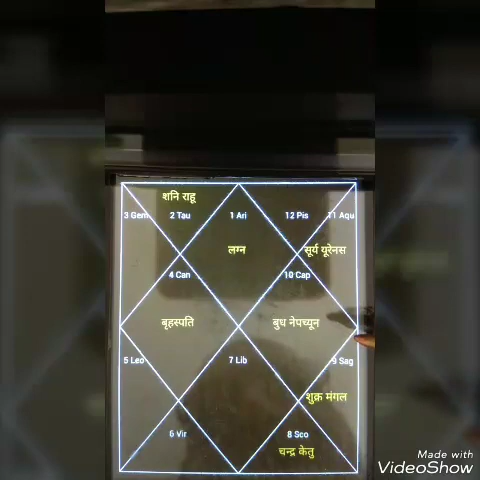 शनि राहू
3 Gem 2 Tau 1 Ari 12 Pis 11 Aqu
लग्न सूर्य यूरेनस
4 Can 10 Cap
बृहस्पति बुध नेपच्यून
5 Leo 7 Lib 9 Sag
शुक्र मंगल
6 Vir 8 Sco
चन्द्र केतु
Made with
VideoShow